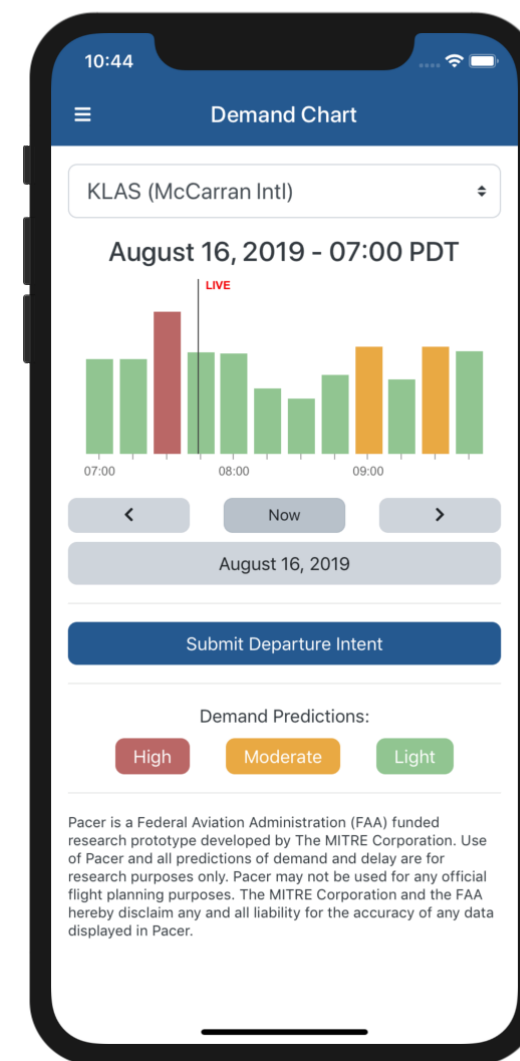 10:44
Demand Chart
KLAS (McCarran Intl)
August 16, 2019 - 07:00 PDT
LIVE
07:00 08:00 09:00
Now
August 16, 2019
Submit Departure Intent
Demand Predictions:
High Moderate Light
Pacer is a Federal Aviation Administration (FAA) funded
research prototype developed by The MITRE Corporation. Use
of Pacer and all predictions of demand and delay are for
research purposes only. Pacer may not be used for any official
flight planning purposes. The MITRE Corporation and the FAA
hereby disclaim any and all liability for the accuracy of any data
displayed in Pacer.